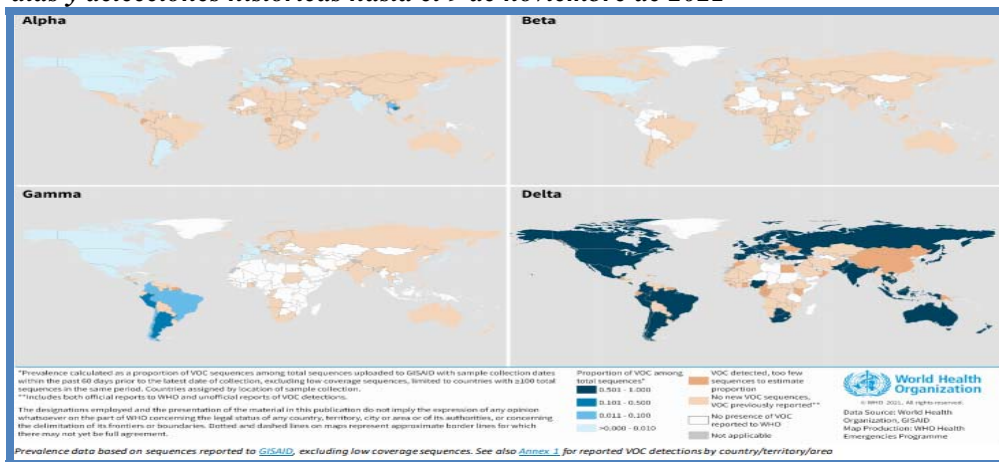 días y detecciones históricas hasta el 9 de noviembre de 2021
Alpha
Beta
Gamma
Delta
*Prevalence calculated as a proportion of VOC sequences among total sequences uploaded to GISAID with sample collection dates
within the past 60 days prior to the latest date of collection, excluding low coverage sequences, limited to countries with ≥100 total
sequences in the same period. Countries assigned by location of sample collection.
**Includes both official reports to WHO and unofficial reports of VOC detections.
The designations employed and the presentation of the material in this publication do not imply the expression of any opinion
whatsoever on the part of WHO concerning the legal status of any country, territory, city or area or of its authorities, or concerning
the delimitation of its frontiers or boundaries. Dotted and dashed lines on maps represent approximate border lines for which
there may not yet be full agreement.
Proportion of VOC among
total sequences*
0.501 - 1.000
0.101 - 0.500
0.011 - 0.100
>0.000 - 0.010
VOC detected, too few
sequences to estimate
proportion
No new VOC sequences,
VOC previously reported**
No presence of VOC
reported to WHO
Not applicable
World Health
Organization
© WHO 2021. All rights reserved.
Data Source: World Health
Organization, GISAID
Map Production: WHO Health
Emergencies Programme
Prevalence data based on sequences reported to GISAID, excluding low coverage sequences. See also Annex 1 for reported VOC detections by country/territory/area